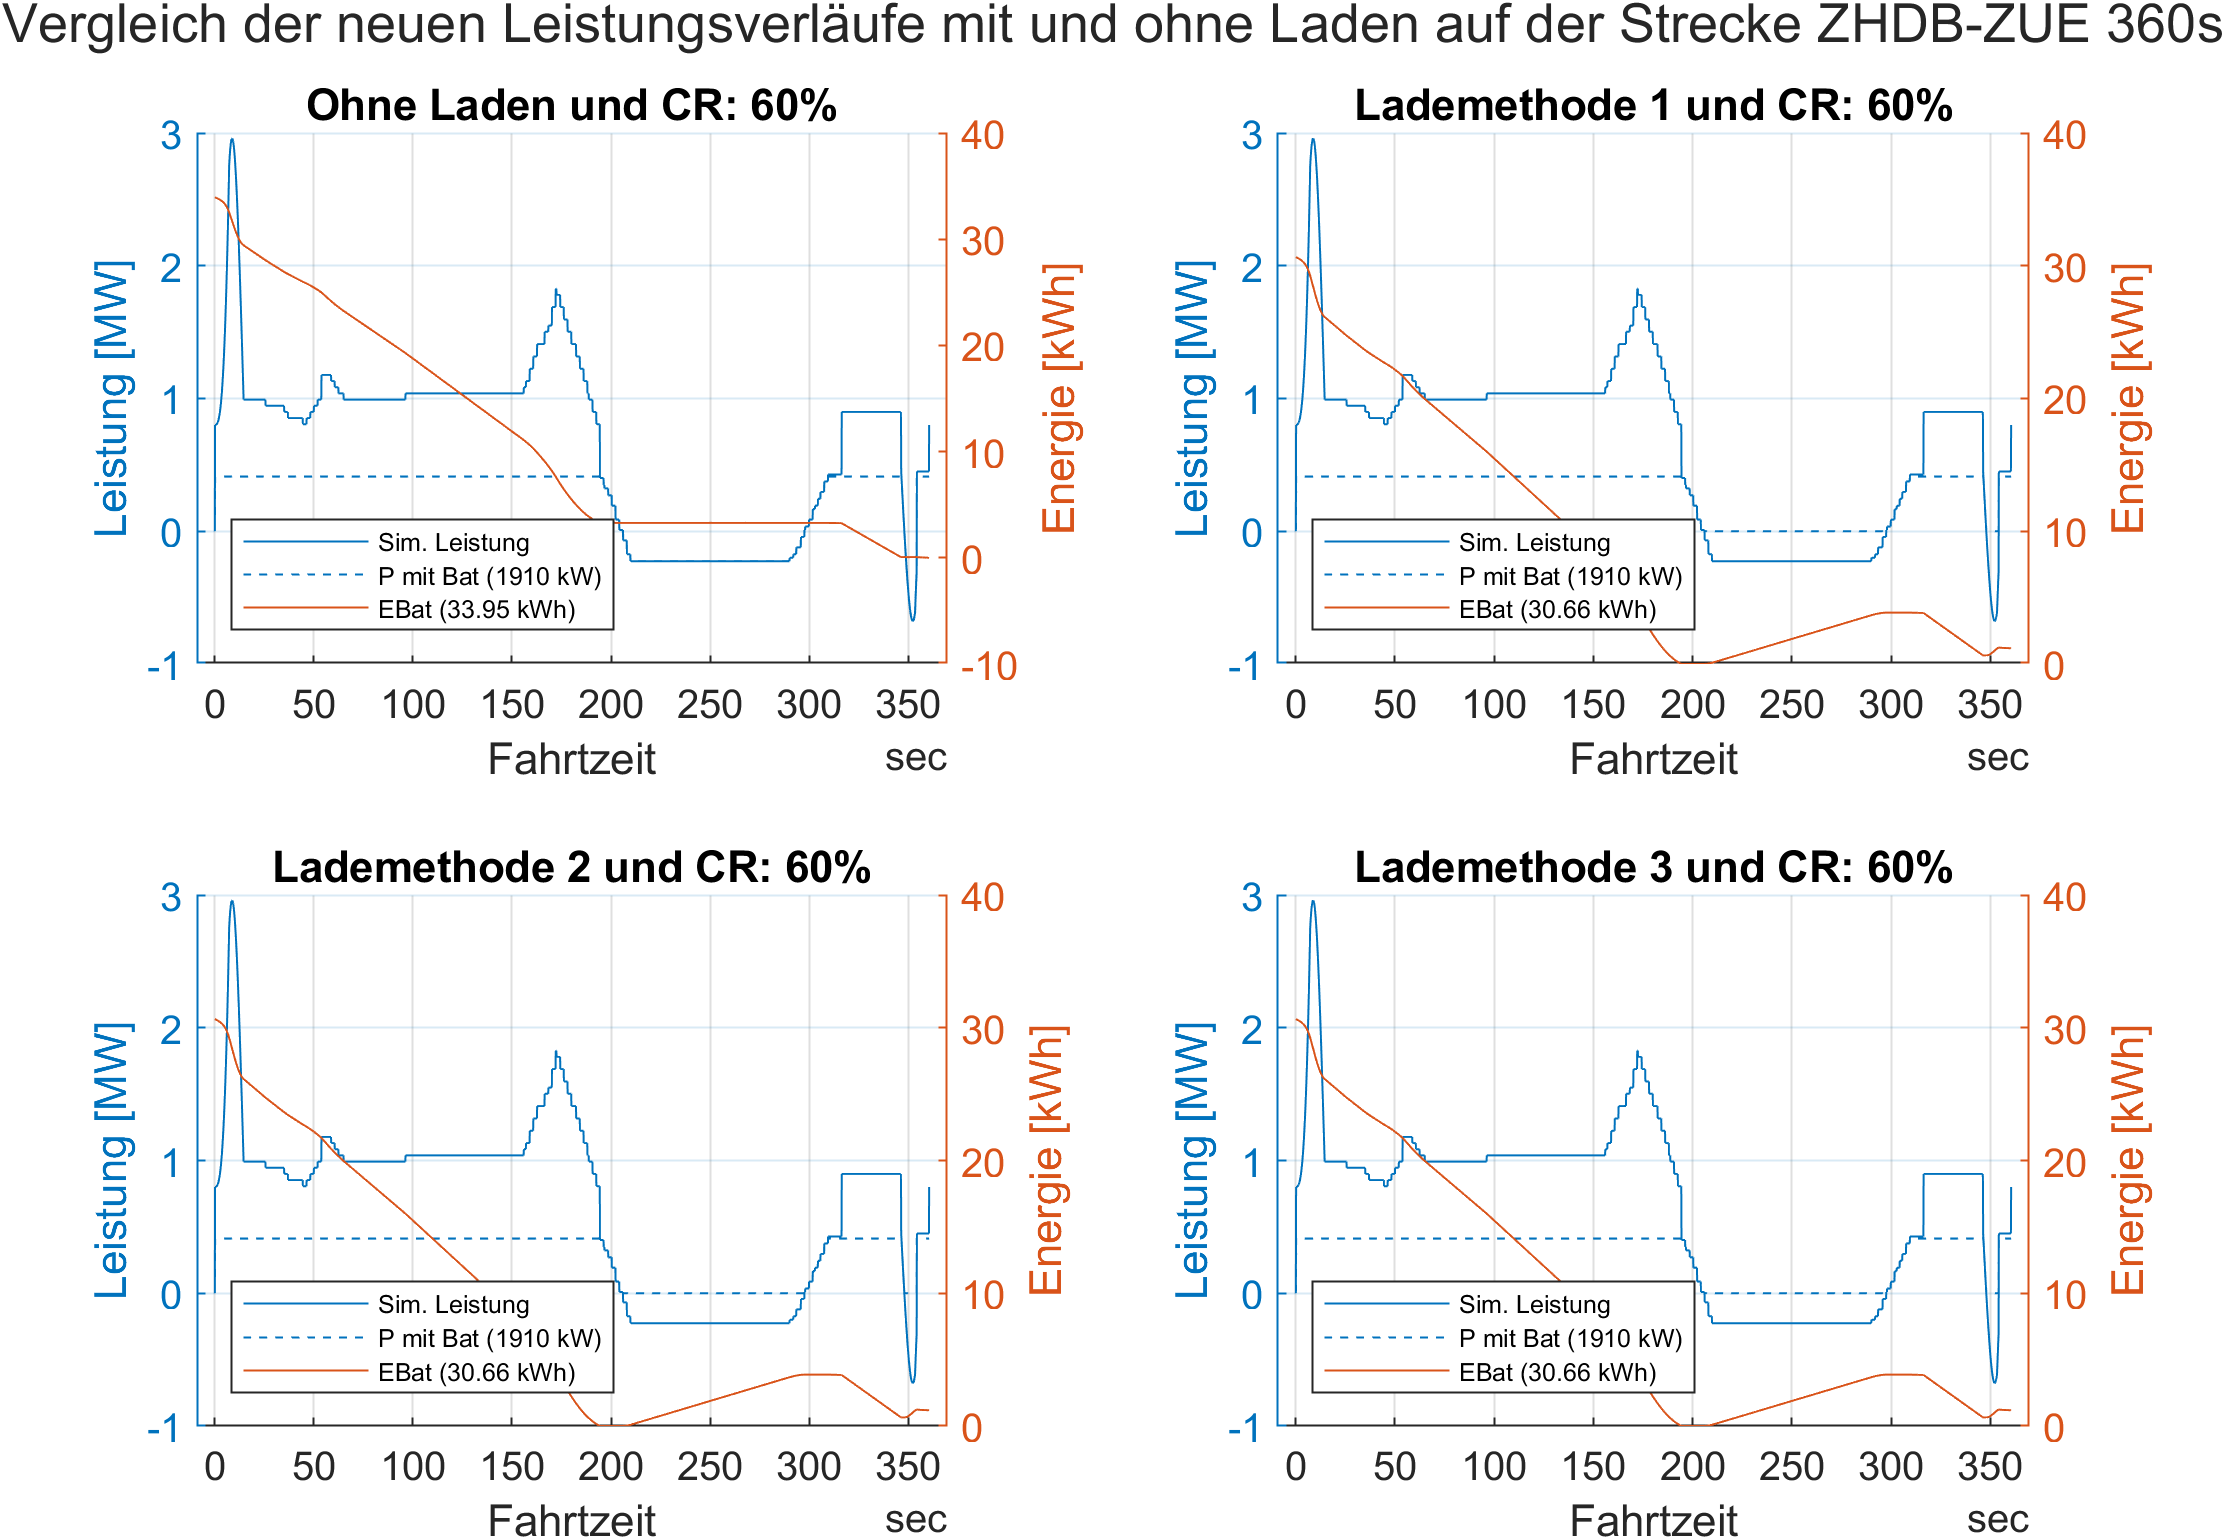 Vergleich der neuen Leistungsverläufe mit und ohne Laden auf der Strecke ZHDB-ZUE 360s
Ohne Laden und CR: 60%
3
2
1
0
-1
Leistung [MW]
40
30
20
10
0
-10
Energie [kWh]
Sim. Leistung
P mit Bat (1910 kW)
EBat (33.95 kWh)
0 50 100 150 200 250 300 350
Fahrtzeit
sec
Lademethode 1 und CR: 60%
3
2
1
0
-1
Leistung [MW]
40
30
20
10
0
Energie [kWh]
Sim. Leistung
P mit Bat (1910 kW)
EBat (30.66 kWh)
0 50 100 150 200 250 300 350
Fahrtzeit
sec
Lademethode 2 und CR: 60%
3
2
1
0
-1
Leistung [MW]
40
30
20
10
0
Energie [kWh]
Sim. Leistung
P mit Bat (1910 kW)
EBat (30.66 kWh)
0 50 100 150 200 250 300 350
Fahrtzeit
sec
Lademethode 3 und CR: 60%
3
2
1
0
-1
Leistung [MW]
40
30
20
10
0
Energie [kWh]
Sim. Leistung
P mit Bat (1910 kW)
EBat (30.66 kWh)
0 50 100 150 200 250 300 350
Fahrtzeit
sec